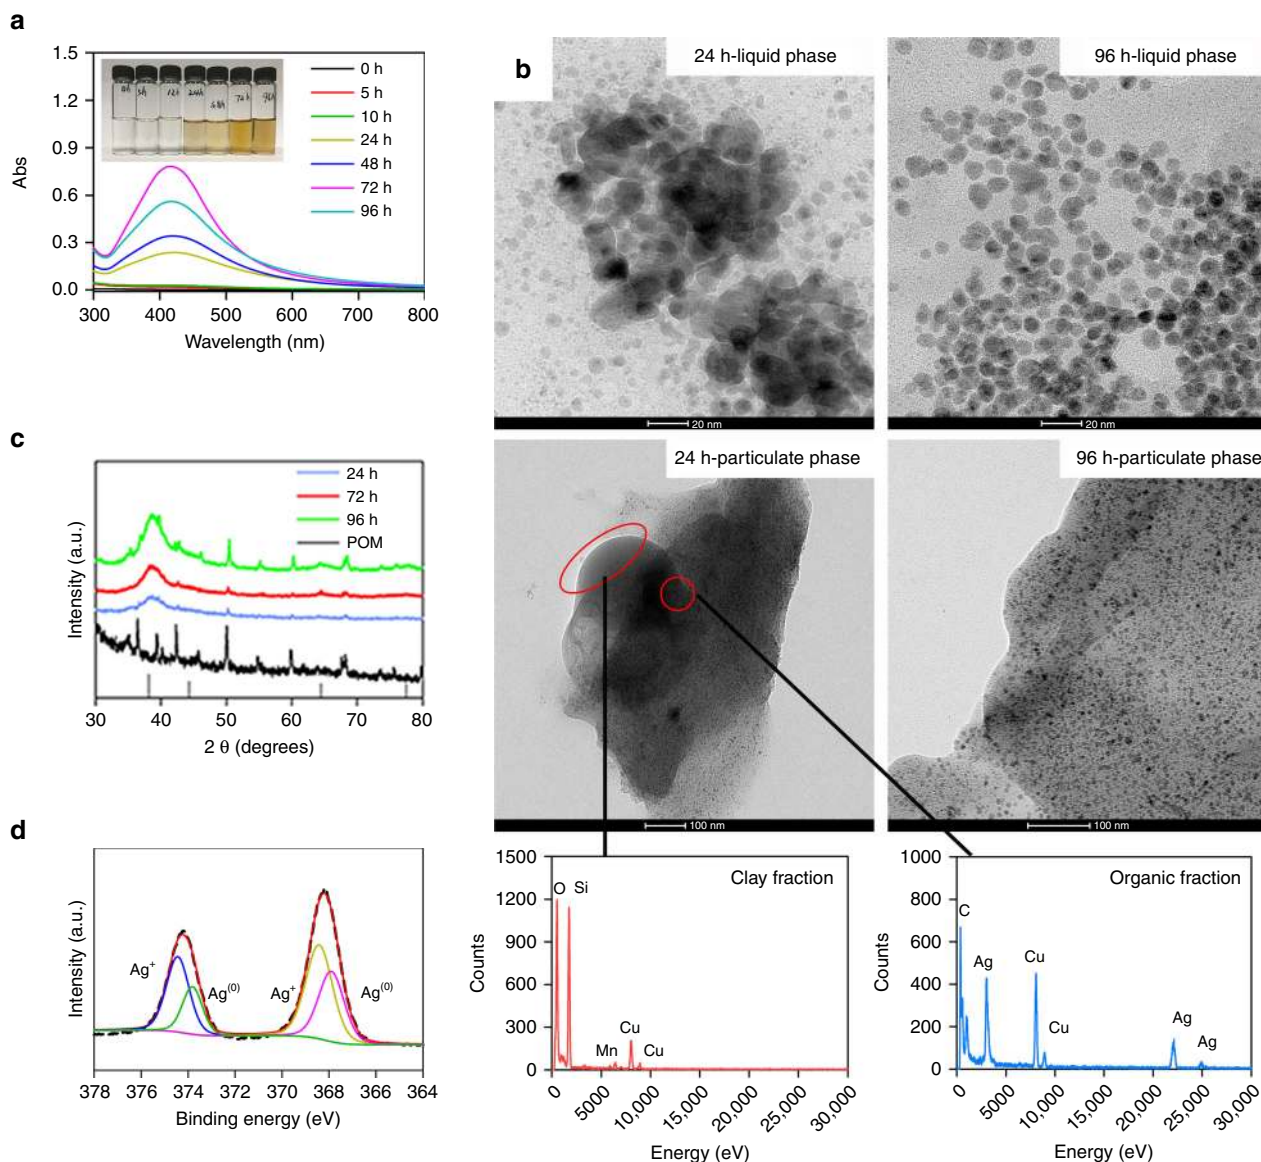 a
1.5
1.2
0.9
0.6
0.3
0.0
Abs
300 400 500 600 700 800
Wavelength (nm)
0h 5h 12h 24h 48h 72h 96h
0 h
5 h
10 h
24 h
48 h
72 h
96 h
b
24 h-liquid phase
20 nm
96 h-liquid phase
20 nm
24 h-particulate phase
100 nm
96 h-particulate phase
100 nm
1500
1200
900
600
300
0
Counts
Clay fraction
O Si
Mn Cu Cu
0 5000 10,000 15,000 20,000 25,000 30,000
Energy (eV)
1000
800
600
400
200
0
Counts
Organic fraction
C
Ag Cu
Cu
Ag
Ag
0 5000 10,000 15,000 20,000 25,000 30,000
Energy (eV)
c
24 h
72 h
96 h
POM
Intensity (a.u.)
30 40 50 60 70 80
2 θ (degrees)
d
Intensity (a.u.)
Ag⁺ Ag⁽⁰⁾ Ag⁺ Ag⁽⁰⁾
378 376 374 372 370 368 366 364
Binding energy (eV)